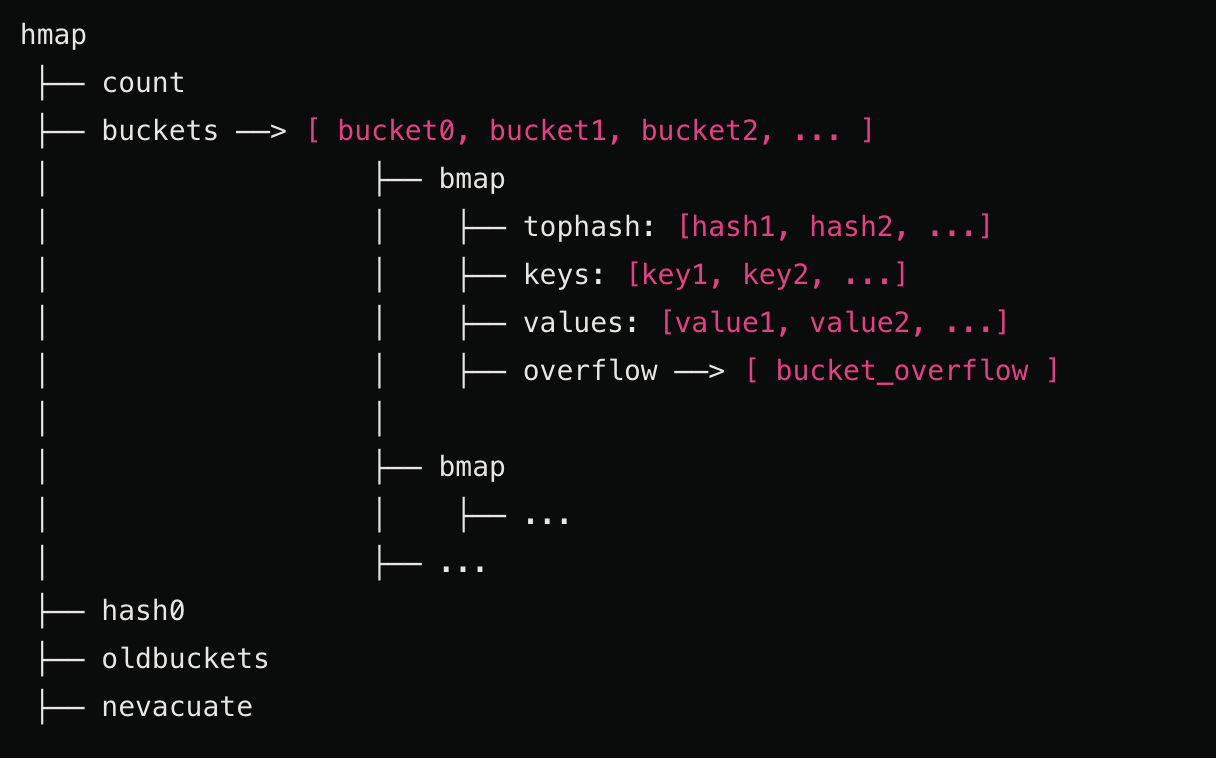 hmap
├── count
├── buckets ──> [ bucket0, bucket1, bucket2, ... ]
│                   ├── bmap
│                   │    ├── tophash: [hash1, hash2, ...]
│                   │    ├── keys: [key1, key2, ...]
│                   │    ├── values: [value1, value2, ...]
│                   │    ├── overflow ──> [ bucket_overflow ]
│                   │
│                   ├── bmap
│                   │    ├── ...
│                   ├── ...
├── hash0
├── oldbuckets
├── nevacuate